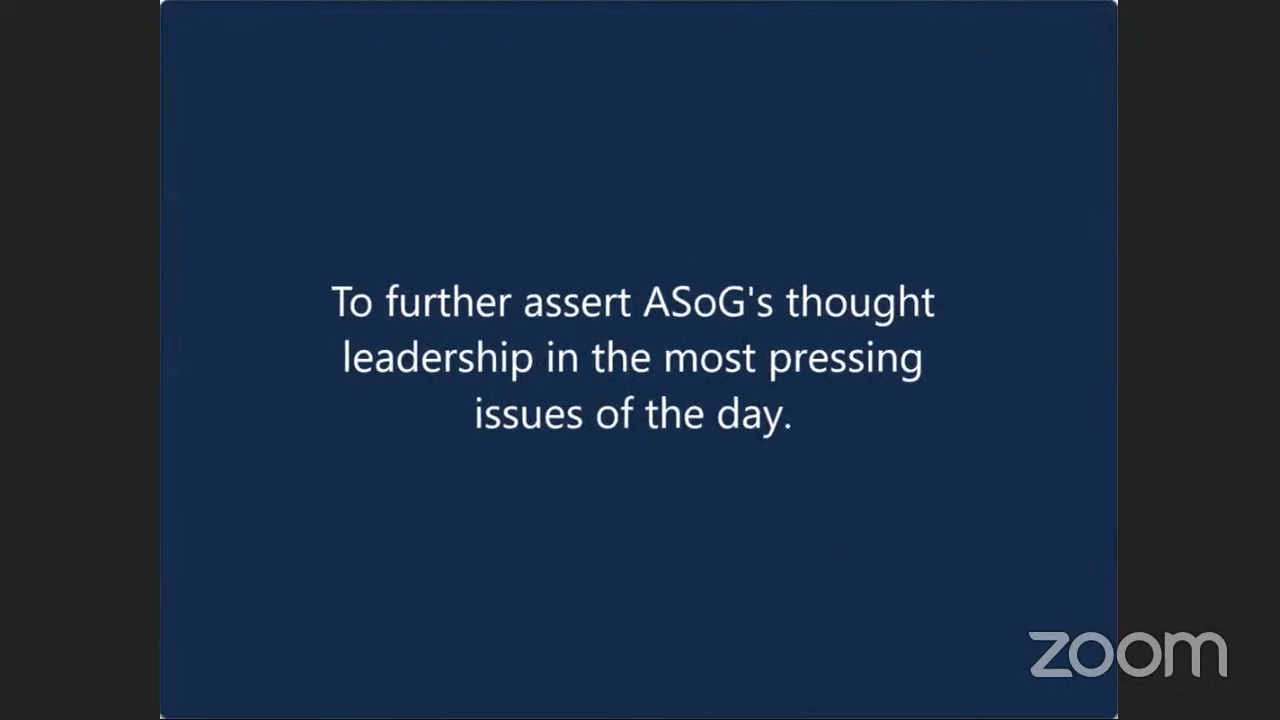 To further assert ASoG's thought
leadership in the most pressing
issues of the day.
zoom